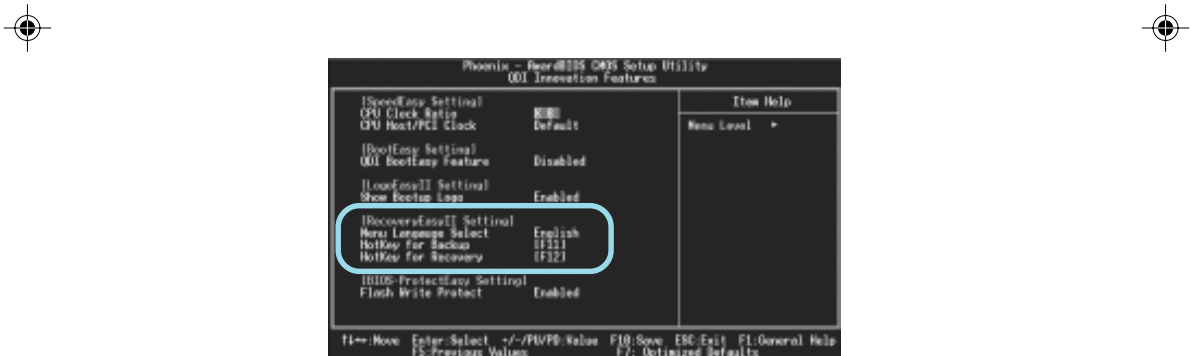 Phoenix - AwardBIOS CMOS Setup Utility
QDI Innovation Features
[SpeedEasy Setting]
CPU Clock Ratio X 8
CPU Host/PCI Clock Default
[BootEasy Setting]
QDI BootEasy Feature Disabled
[LogoEasyII Setting]
Show Bootup Logo Enabled
[RecoveryEasyII Setting]
Menu Langauge Select English
HotKey for Backup [F11]
HotKey for Recovery [F12]
[BIOS-ProtectEasy Setting]
Flash Write Protect Enabled
Item Help
Menu Level ►
↑↓→←:Move Enter:Select +/-/PU/PD:Value F10:Save ESC:Exit F1:General Help
F5:Previous Values F7: Optimized Defaults